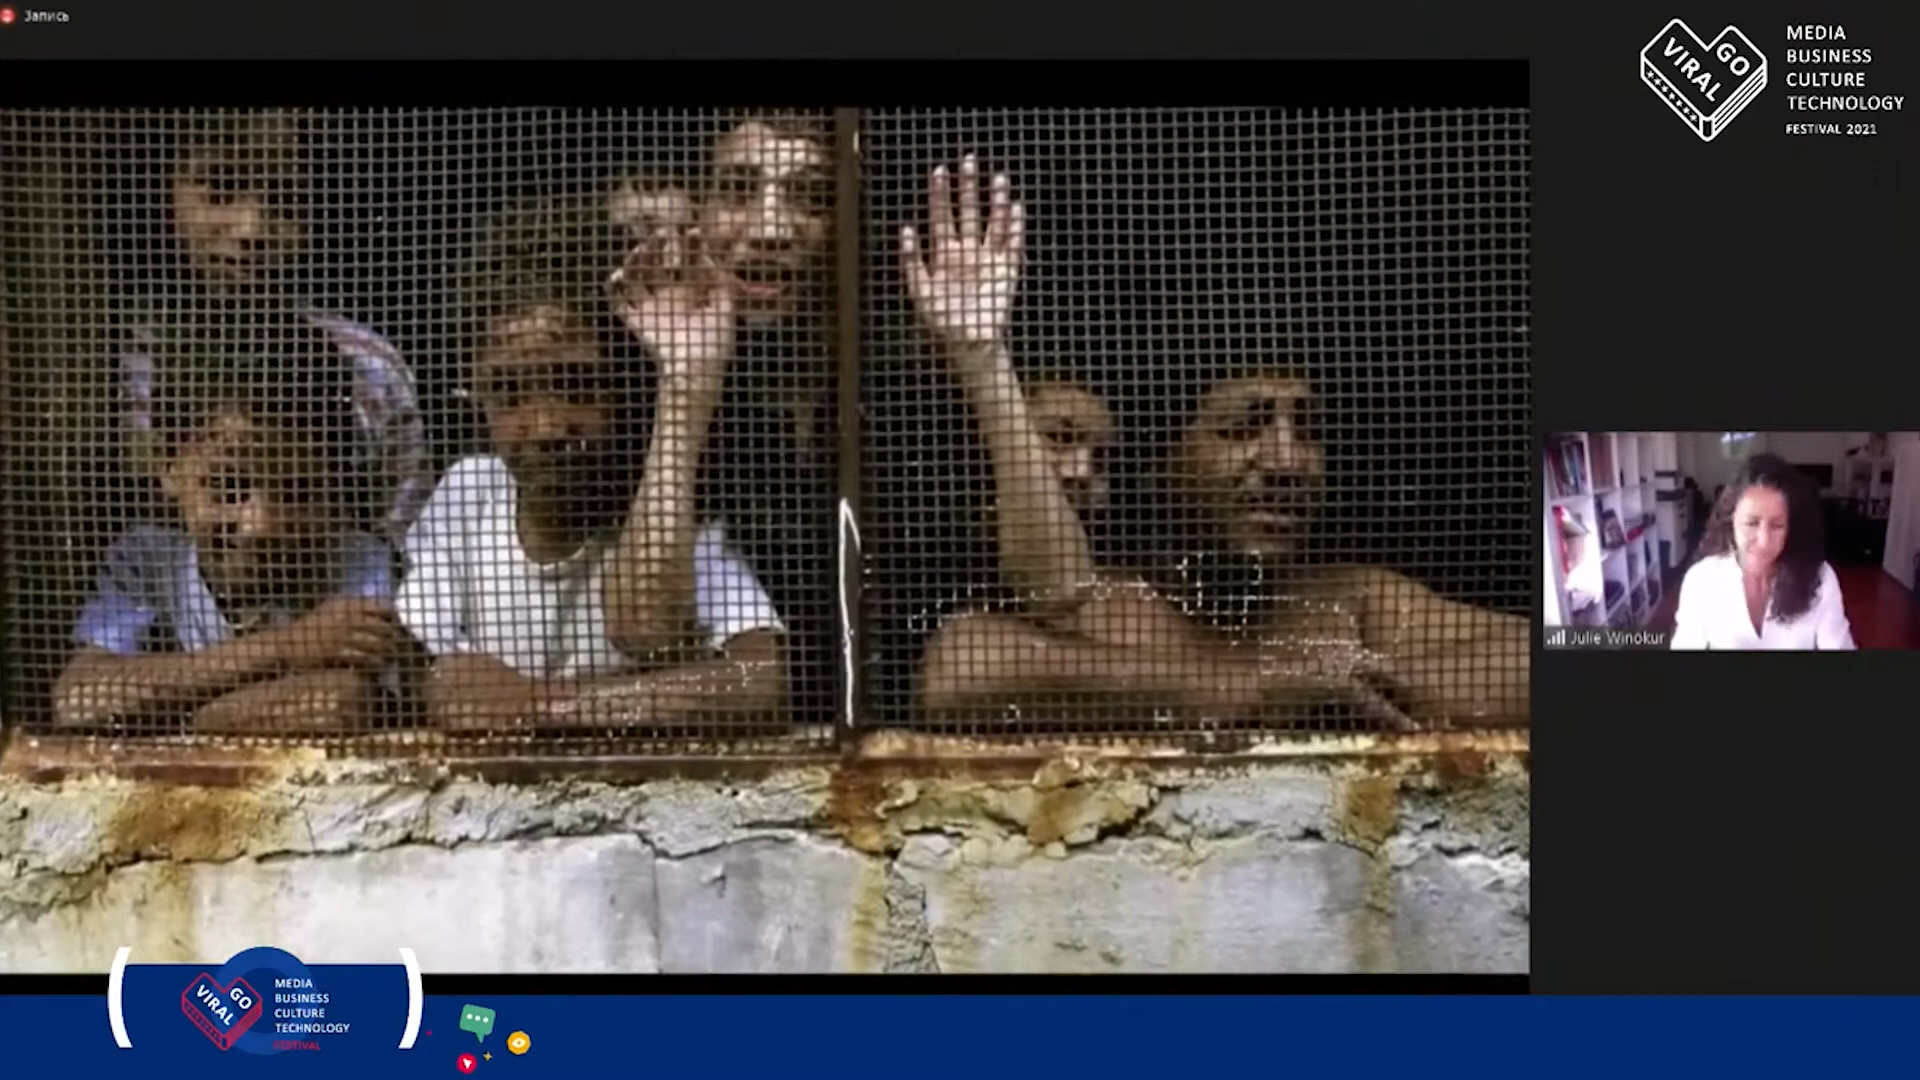 Запись
VIRAL
GO
MEDIA
BUSINESS
CULTURE
TECHNOLOGY
FESTIVAL 2021
Julie Winokur
VIRAL
GO
MEDIA
BUSINESS
CULTURE
TECHNOLOGY
FESTIVAL